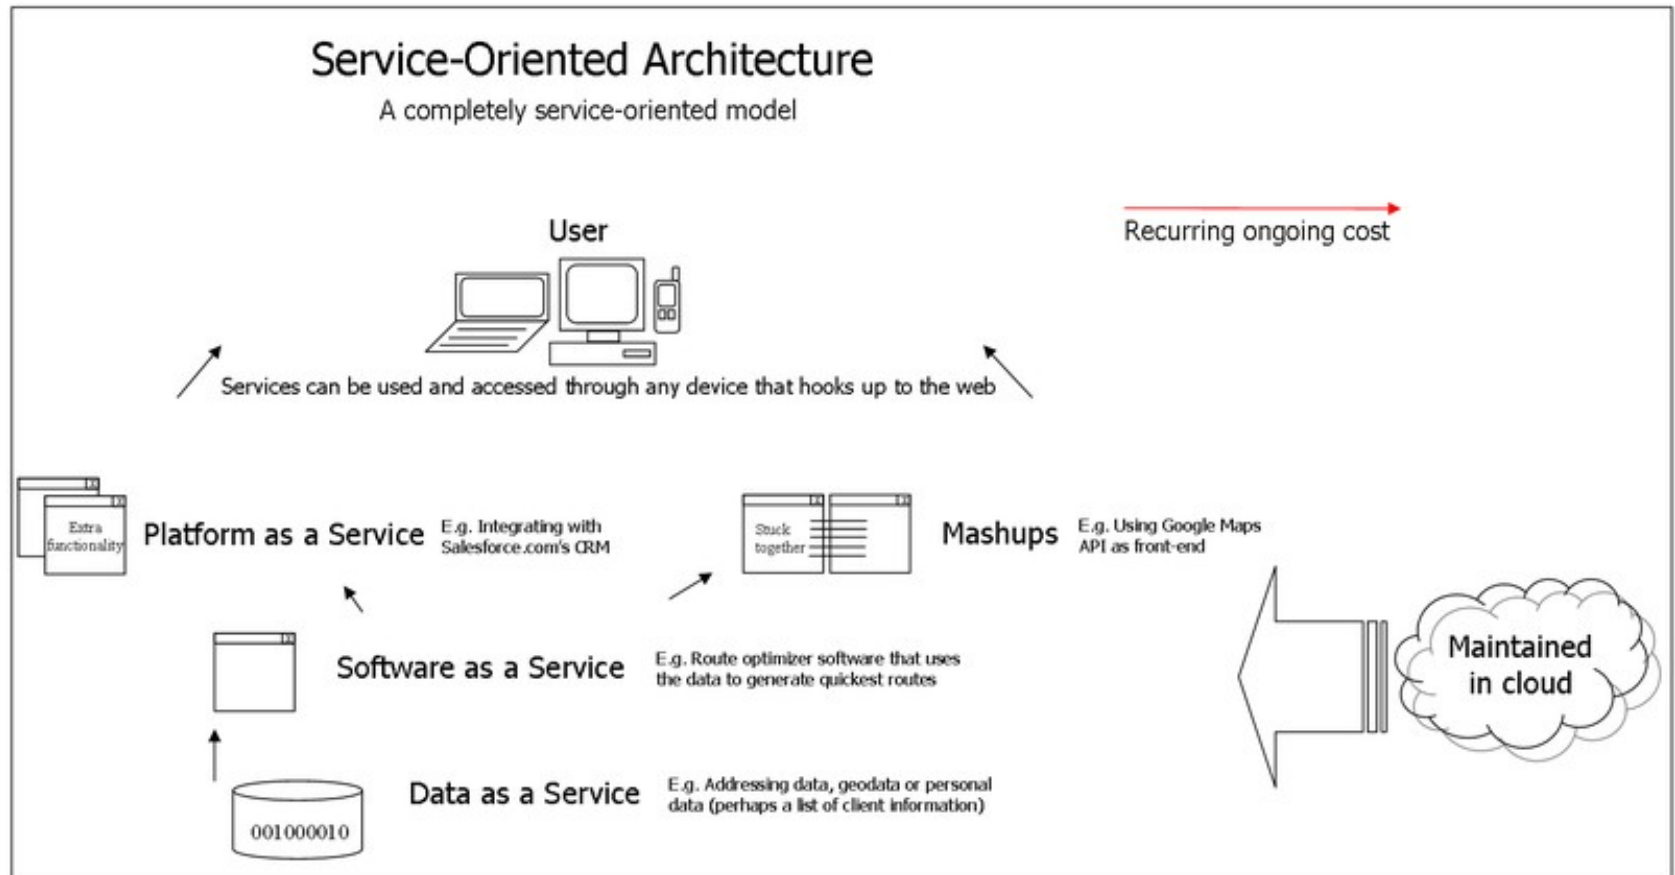 Service-Oriented Architecture
A completely service-oriented model
User
Recurring ongoing cost
Services can be used and accessed through any device that hooks up to the web
Extra
functionality
Platform as a Service
E.g. Integrating with
Salesforce.com's CRM
Stuck
together
Mashups
E.g. Using Google Maps
API as front-end
Software as a Service
E.g. Route optimizer software that uses
the data to generate quickest routes
Maintained
in cloud
Data as a Service
E.g. Addressing data, geodata or personal
data (perhaps a list of client information)
001000010